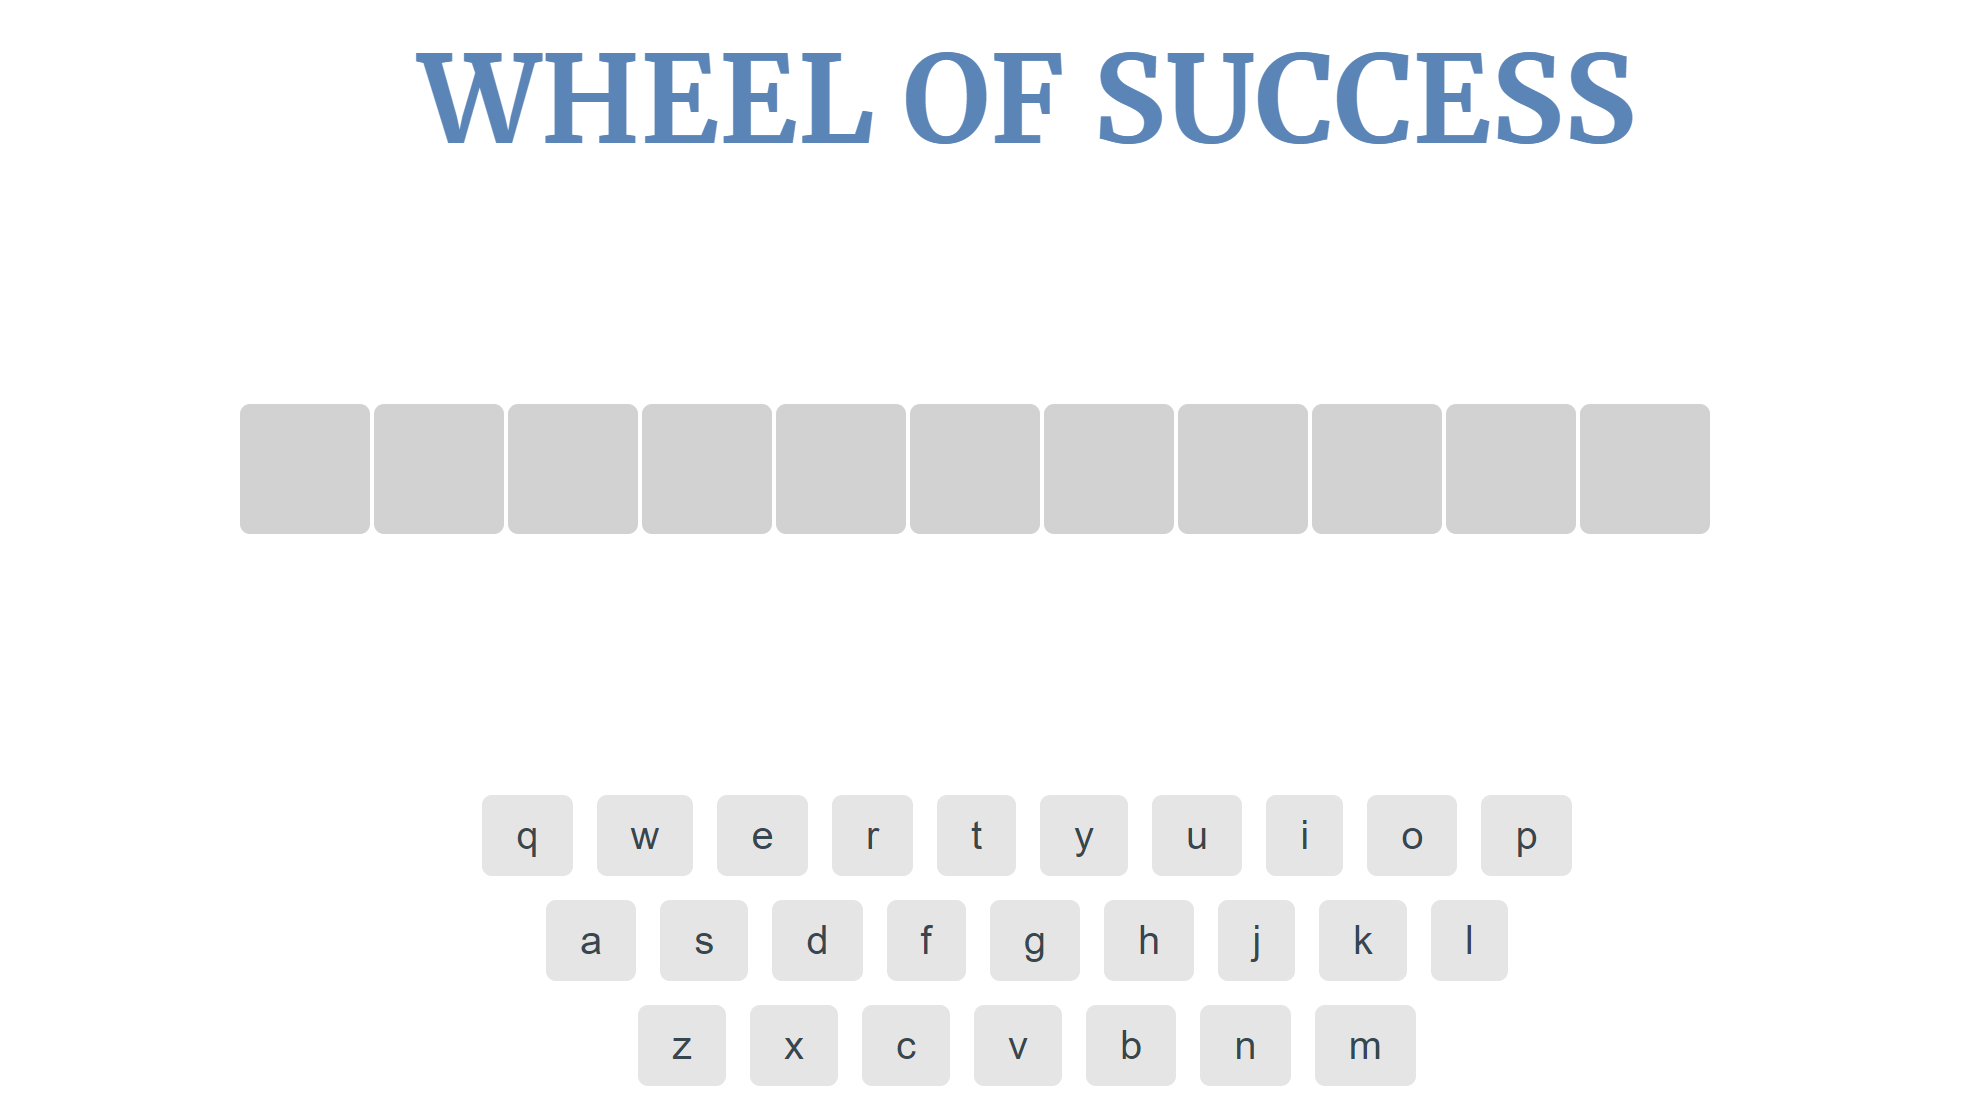 WHEEL OF SUCCESS
q w e r t y u i o p
a s d f g h j k l
z x c v b n m